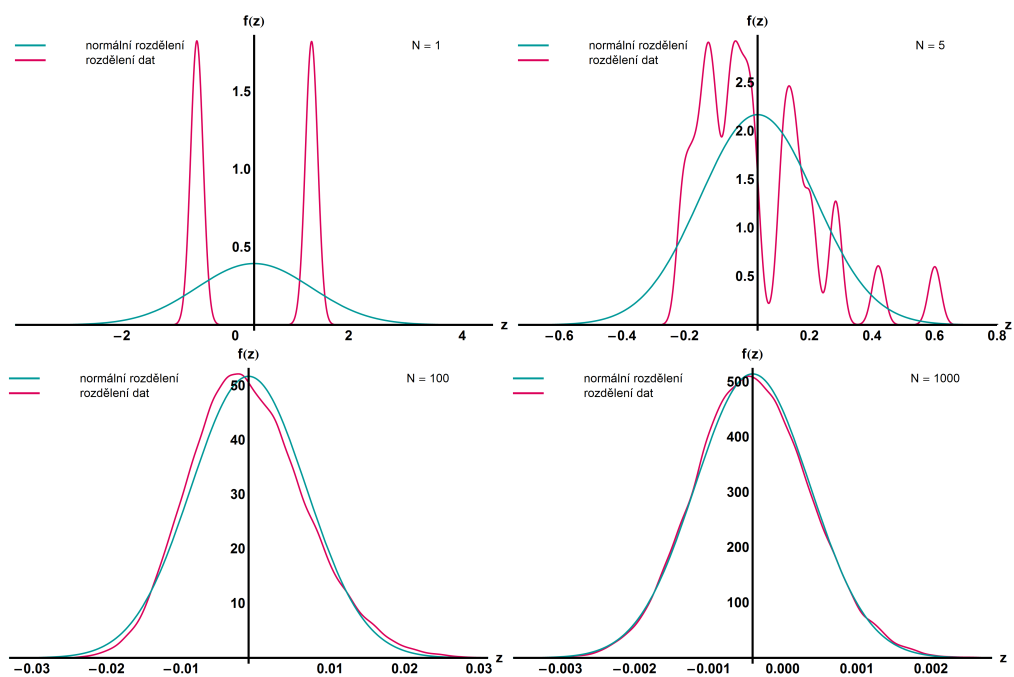 f(z)
normální rozdělení
rozdělení dat
N = 1
1.5
1.0
0.5
−2
0
2
4
z
f(z)
normální rozdělení
rozdělení dat
N = 5
2.5
2.0
1.5
1.0
0.5
−0.6
−0.4
−0.2
0.2
0.4
0.6
0.8
z
f(z)
normální rozdělení
rozdělení dat
N = 100
50
40
30
20
10
−0.03
−0.02
−0.01
0.01
0.02
0.03
z
f(z)
normální rozdělení
rozdělení dat
N = 1000
500
400
300
200
100
−0.003
−0.002
−0.001
0.000
0.001
0.002
z